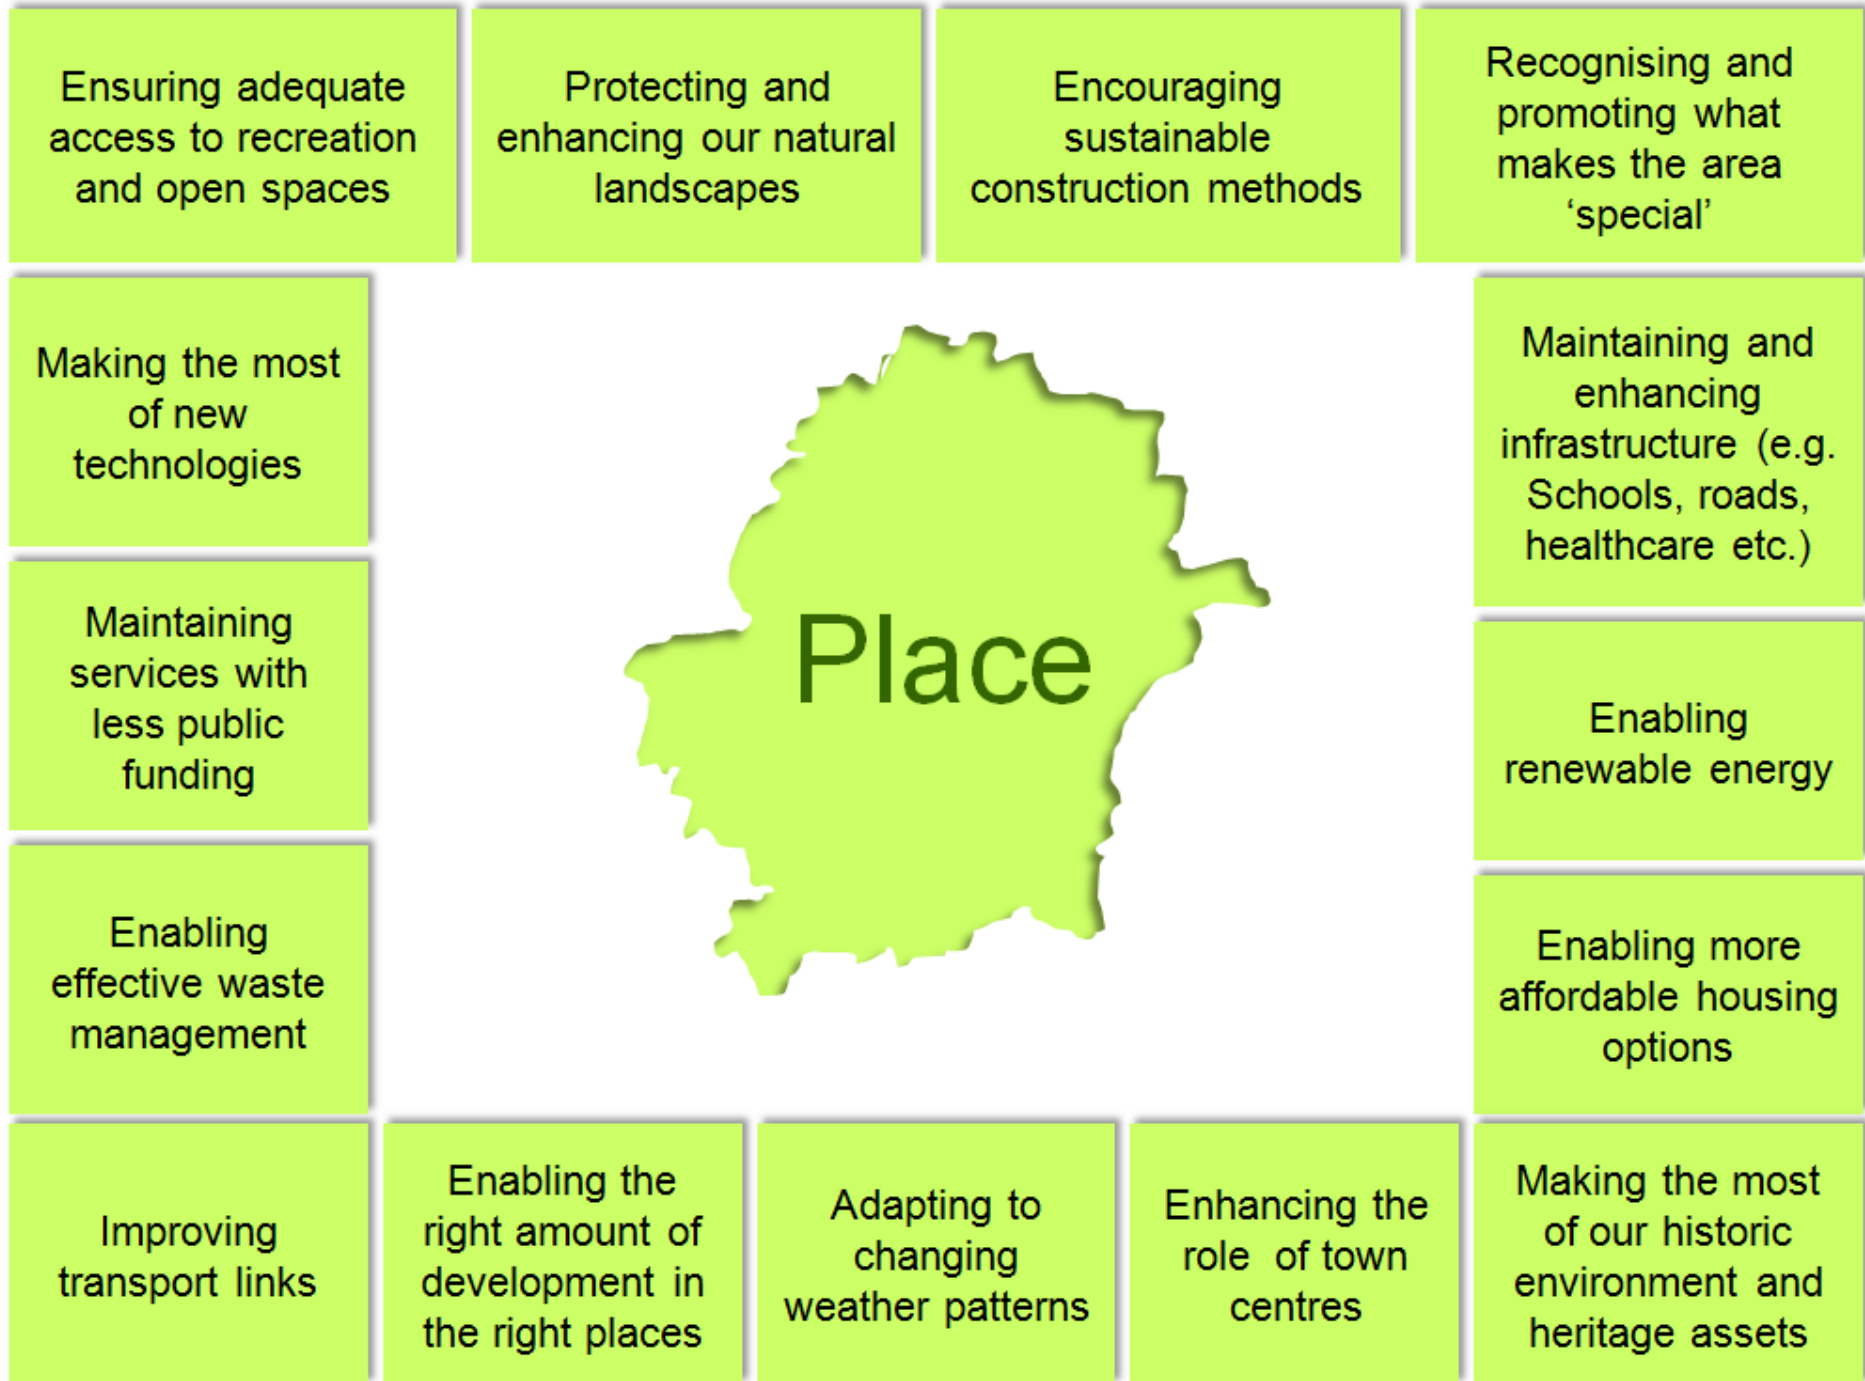 Ensuring adequate
access to recreation
and open spaces
Protecting and
enhancing our natural
landscapes
Encouraging
sustainable
construction methods
Recognising and
promoting what
makes the area
‘special’
Making the most
of new
technologies
Maintaining and
enhancing
infrastructure (e.g.
Schools, roads,
healthcare etc.)
Maintaining
services with
less public
funding
Place
Enabling
renewable energy
Enabling
effective waste
management
Enabling more
affordable housing
options
Improving
transport links
Enabling the
right amount of
development in
the right places
Adapting to
changing
weather patterns
Enhancing the
role of town
centres
Making the most
of our historic
environment and
heritage assets